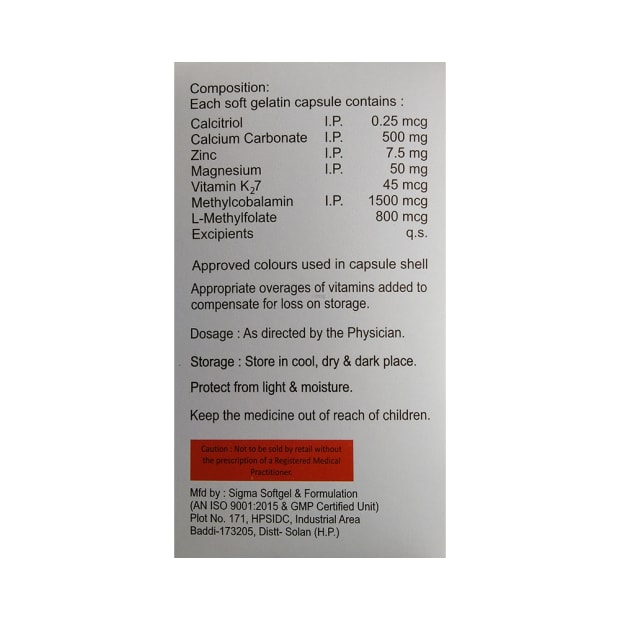 Composition:
Each soft gelatin capsule contains :
Calcitriol I.P. 0.25 mcg
Calcium Carbonate I.P. 500 mg
Zinc I.P. 7.5 mg
Magnesium I.P. 50 mg
Vitamin K₂7 45 mcg
Methylcobalamin I.P. 1500 mcg
L-Methylfolate 800 mcg
Excipients q.s.
Approved colours used in capsule shell
Appropriate overages of vitamins added to
compensate for loss on storage.
Dosage : As directed by the Physician.
Storage : Store in cool, dry & dark place.
Protect from light & moisture.
Keep the medicine out of reach of children.
Caution : Not to be sold by retail without
the prescription of a Registered Medical
Practitioner.
Mfd by : Sigma Softgel & Formulation
(AN ISO 9001:2015 & GMP Certified Unit)
Plot No. 171, HPSIDC, Industrial Area
Baddi-173205, Distt- Solan (H.P.)